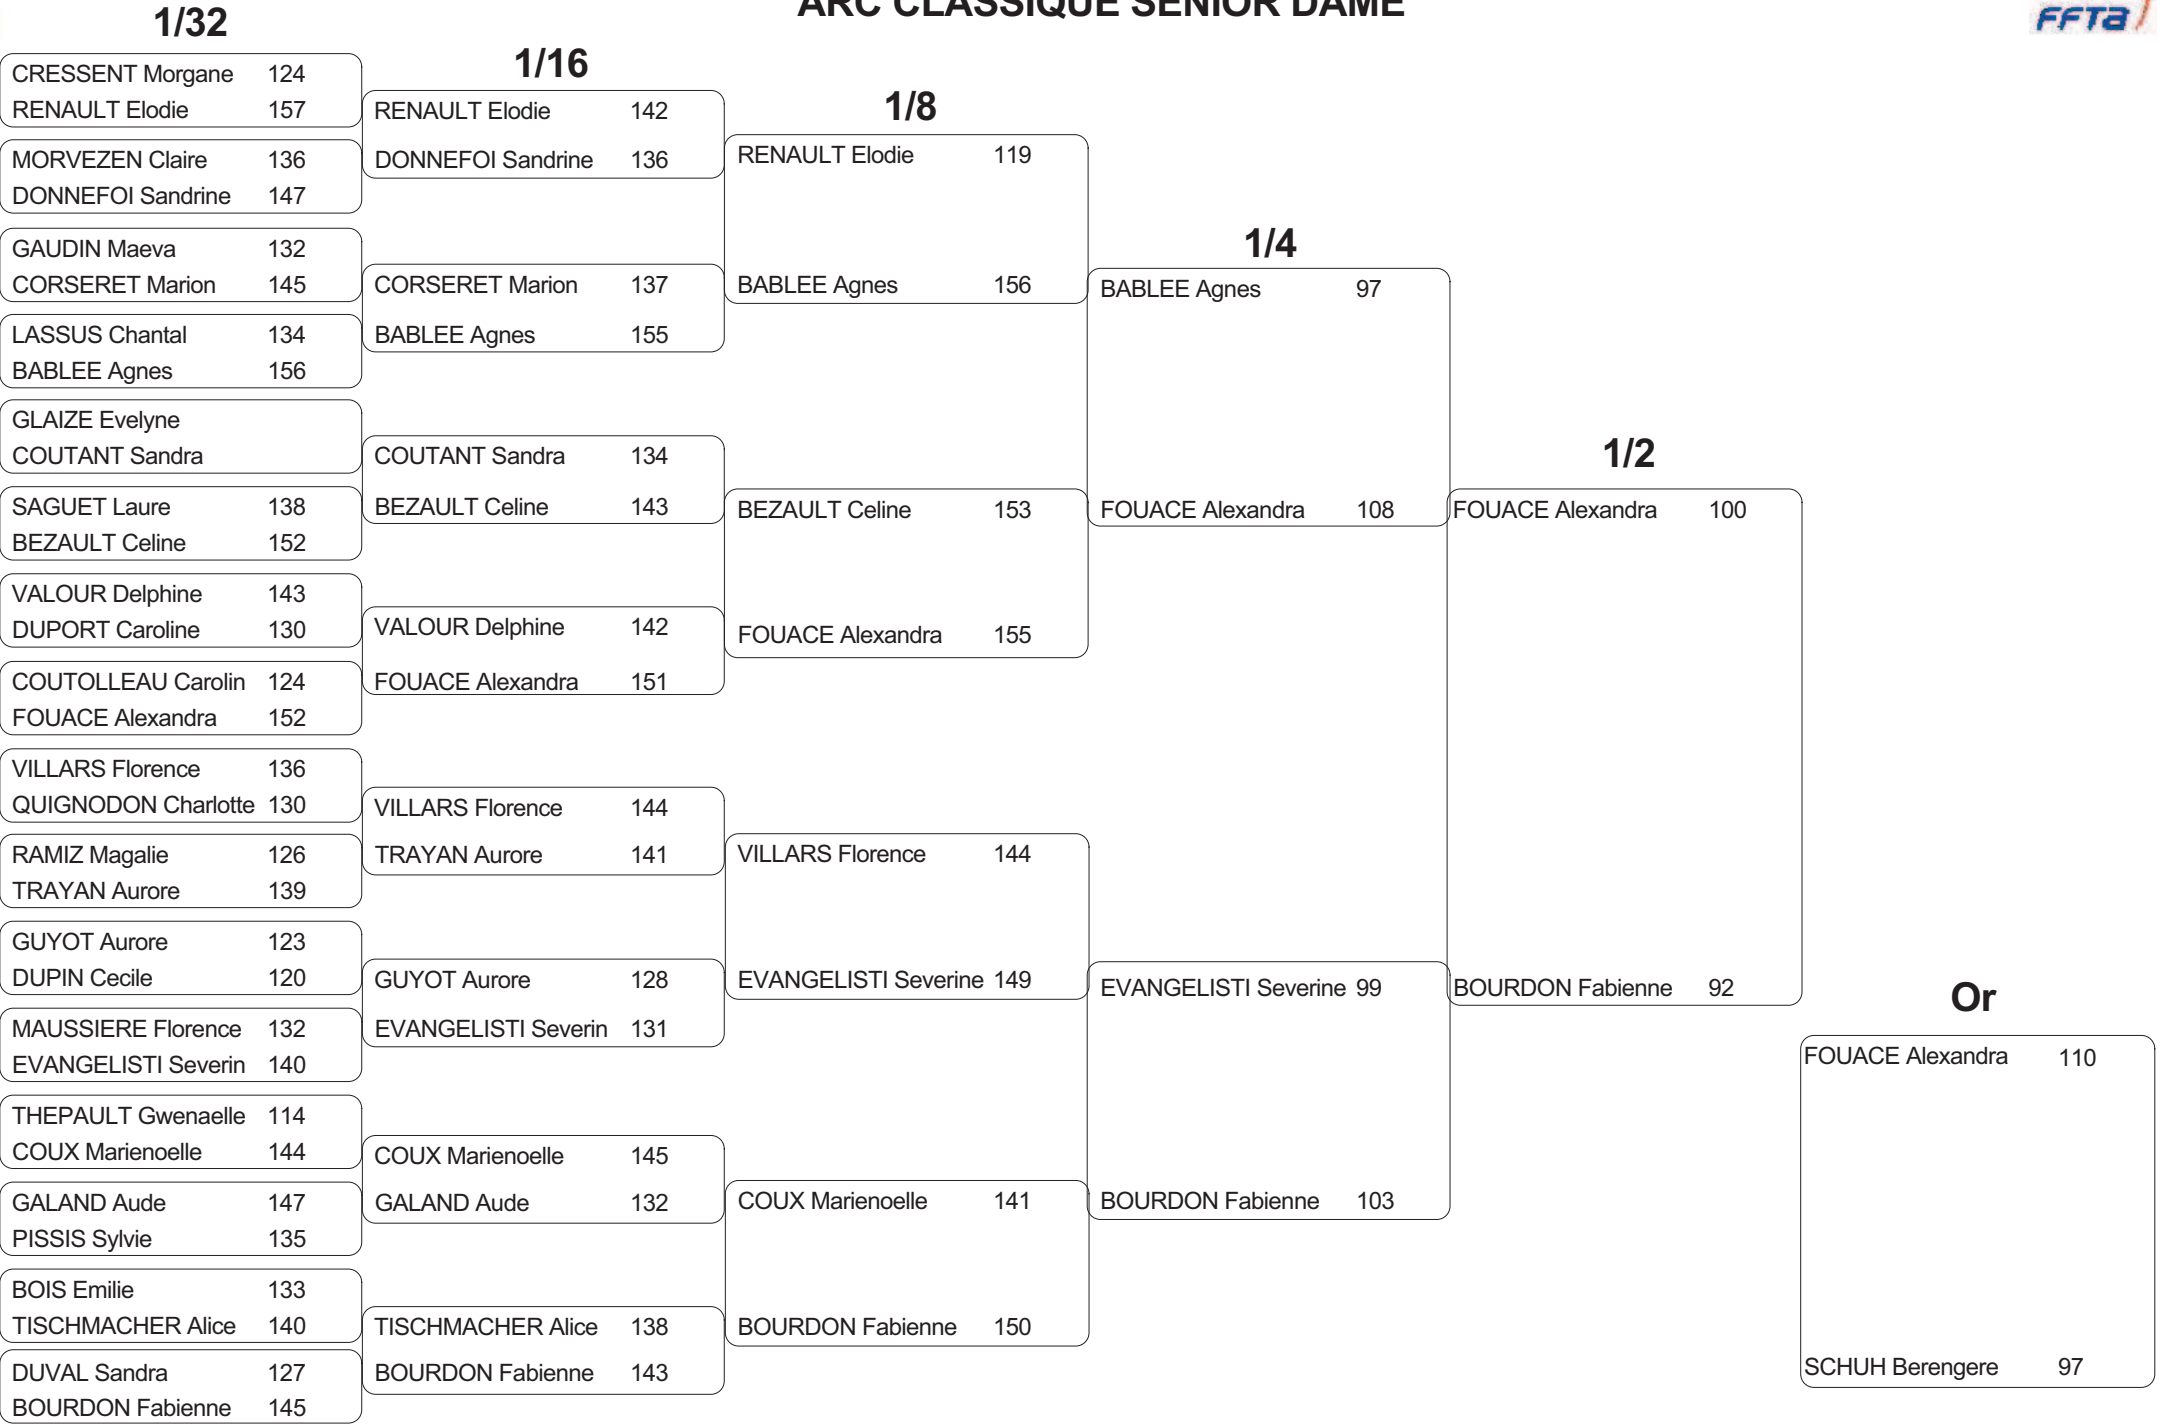 ARC CLASSIQUE SENIOR DAME
FFTa
1/32
CRESSENT Morgane 124
RENAULT Elodie 157
MORVEZEN Claire 136
DONNEFOI Sandrine 147
GAUDIN Maeva 132
CORSERET Marion 145
LASSUS Chantal 134
BABLEE Agnes 156
GLAIZE Evelyne
COUTANT Sandra
SAGUET Laure 138
BEZAULT Celine 152
VALOUR Delphine 143
DUPORT Caroline 130
COUTOLLEAU Carolin 124
FOUACE Alexandra 152
VILLARS Florence 136
QUIGNODON Charlotte 130
RAMIZ Magalie 126
TRAYAN Aurore 139
GUYOT Aurore 123
DUPIN Cecile 120
MAUSSIERE Florence 132
EVANGELISTI Severin 140
THEPAULT Gwenaelle 114
COUX Marienoelle 144
GALAND Aude 147
PISSIS Sylvie 135
BOIS Emilie 133
TISCHMACHER Alice 140
DUVAL Sandra 127
BOURDON Fabienne 145
1/16
RENAULT Elodie 142
DONNEFOI Sandrine 136
CORSERET Marion 137
BABLEE Agnes 155
COUTANT Sandra 134
BEZAULT Celine 143
VALOUR Delphine 142
FOUACE Alexandra 151
VILLARS Florence 144
TRAYAN Aurore 141
GUYOT Aurore 128
EVANGELISTI Severin 131
COUX Marienoelle 145
GALAND Aude 132
TISCHMACHER Alice 138
BOURDON Fabienne 143
1/8
RENAULT Elodie 119
BABLEE Agnes 156
BEZAULT Celine 153
FOUACE Alexandra 155
VILLARS Florence 144
EVANGELISTI Severine 149
COUX Marienoelle 141
BOURDON Fabienne 150
1/4
BABLEE Agnes 97
FOUACE Alexandra 108
EVANGELISTI Severine 99
BOURDON Fabienne 103
1/2
FOUACE Alexandra 100
BOURDON Fabienne 92
Or
FOUACE Alexandra 110
SCHUH Berengere 97